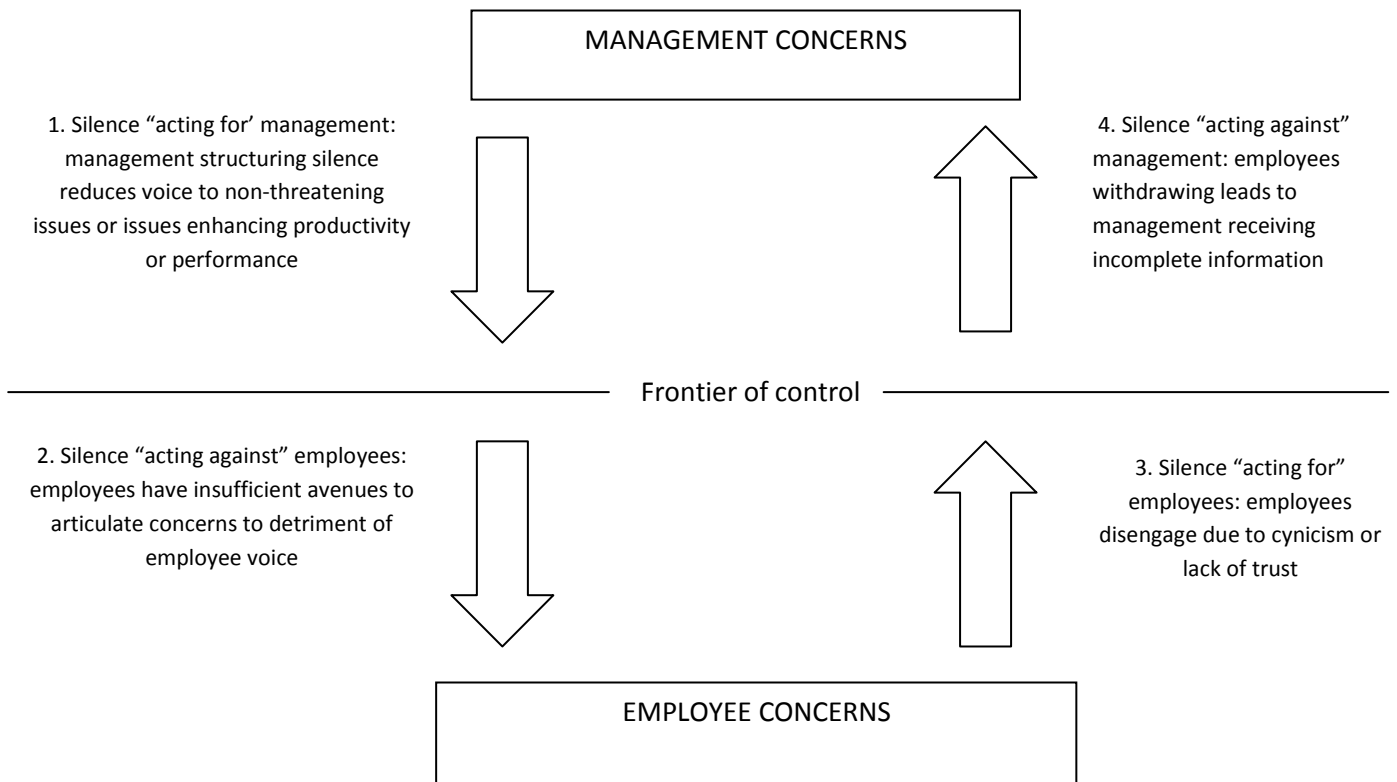 MANAGEMENT CONCERNS
1. Silence “acting for’ management:
management structuring silence
reduces voice to non-threatening
issues or issues enhancing productivity
or performance
4. Silence “acting against”
management: employees
withdrawing leads to
management receiving
incomplete information
Frontier of control
2. Silence “acting against” employees:
employees have insufficient avenues to
articulate concerns to detriment of
employee voice
3. Silence “acting for”
employees: employees
disengage due to cynicism or
lack of trust
EMPLOYEE CONCERNS